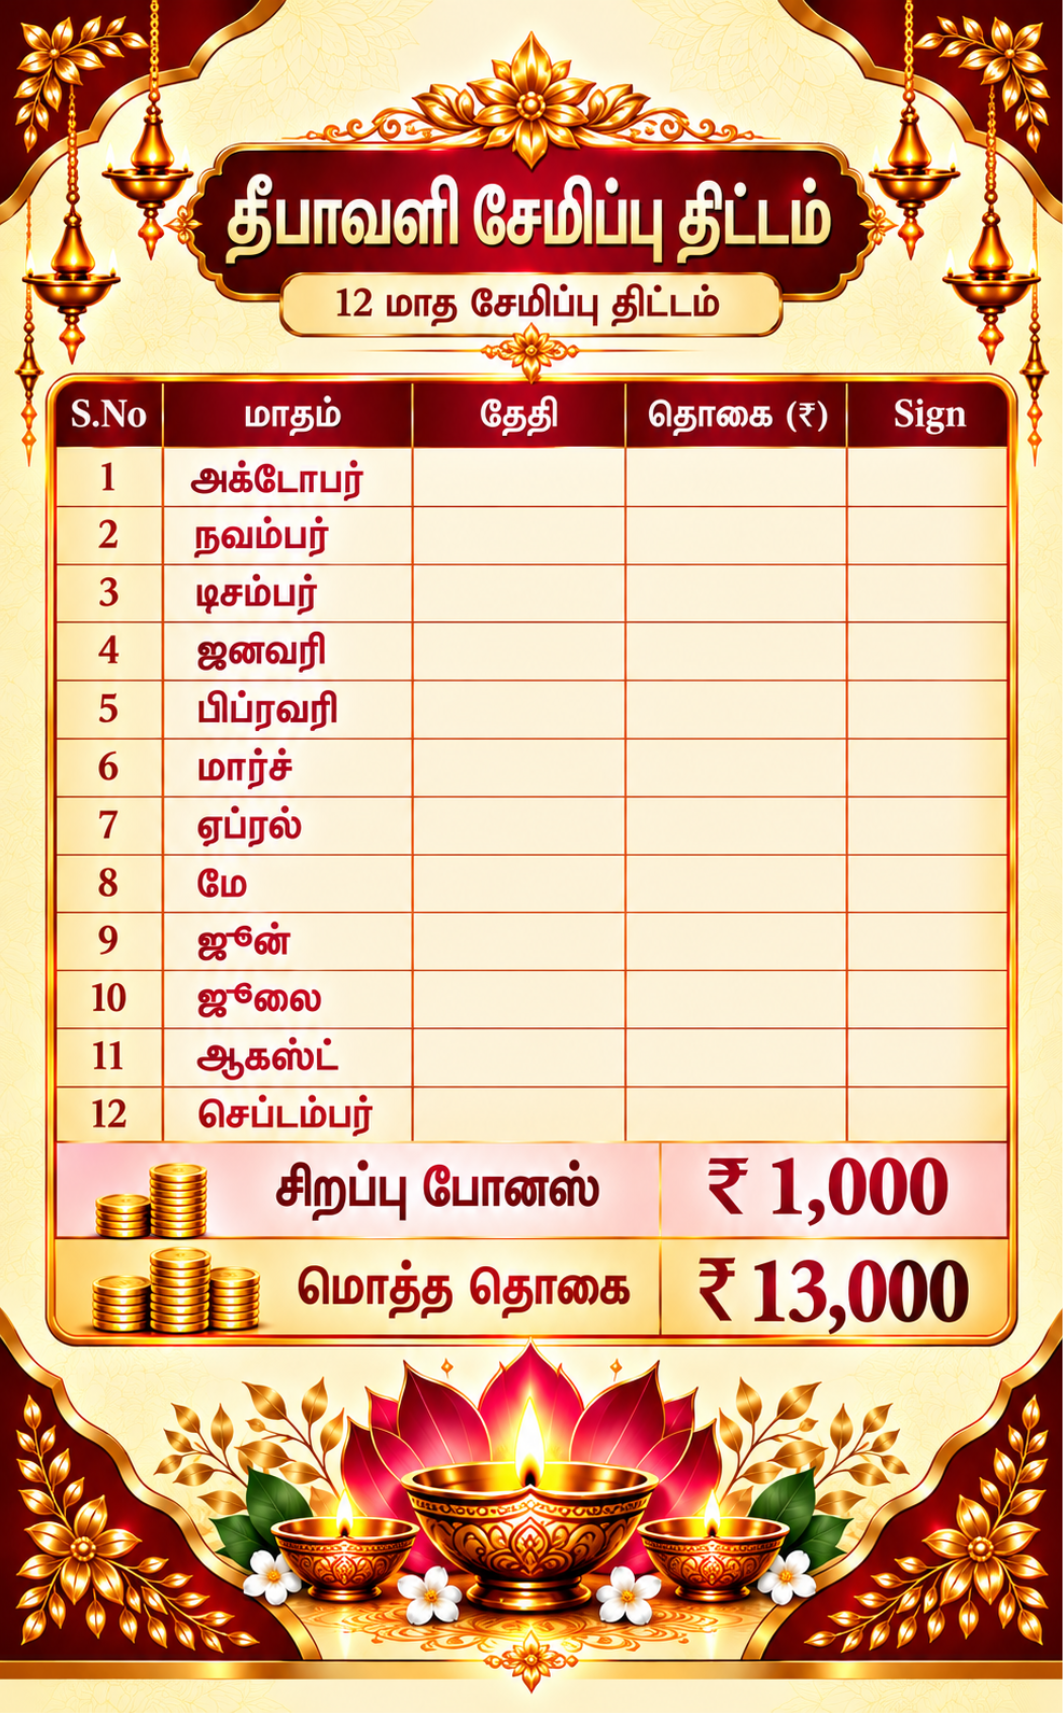 தீபாவளி சேமிப்பு திட்டம்
12 மாத சேமிப்பு திட்டம்
S.No மாதம் தேதி தொகை (₹) Sign
1 அக்டோபர்
2 நவம்பர்
3 டிசம்பர்
4 ஜனவரி
5 பிப்ரவரி
6 மார்ச்
7 ஏப்ரல்
8 மே
9 ஜூன்
10 ஜூலை
11 ஆகஸ்ட்
12 செப்டம்பர்
சிறப்பு போனஸ் ₹ 1,000
மொத்த தொகை ₹ 13,000